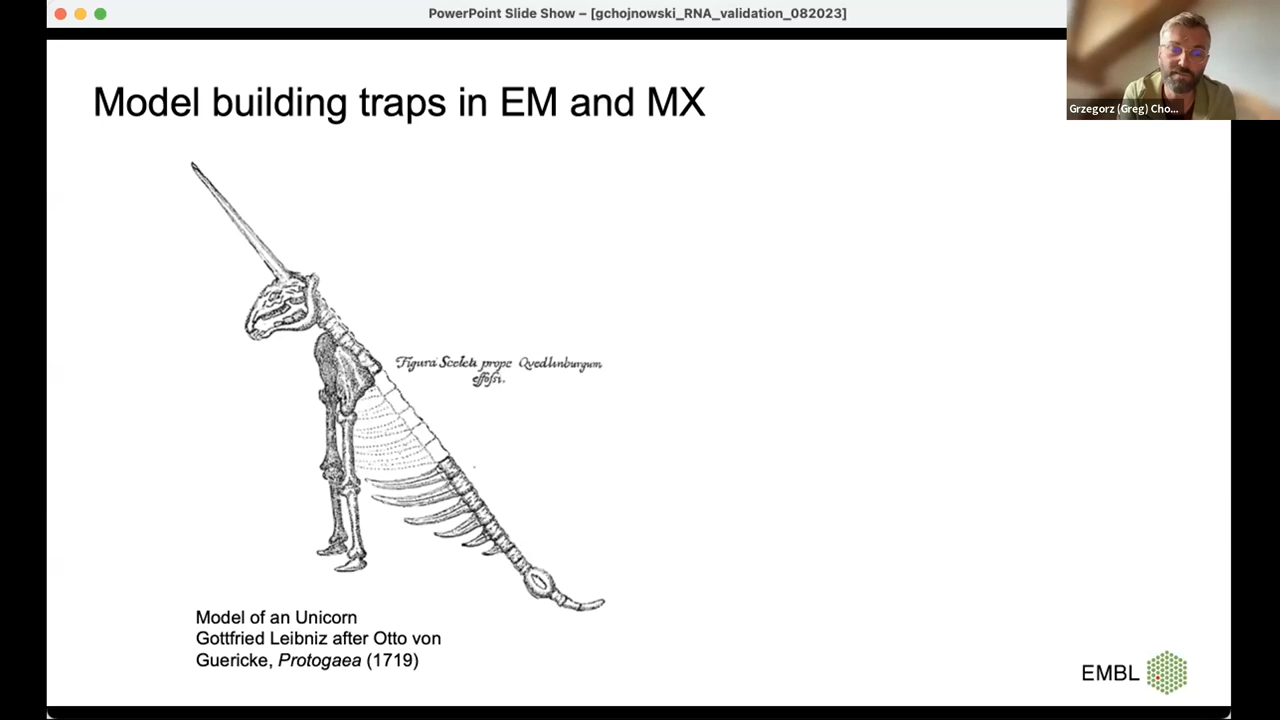 PowerPoint Slide Show – [gchojnowski_RNA_validation_082023]
Grzegorz (Greg) Cho...
Model building traps in EM and MX
Figura Sceleti prope Qvedlinburgum
effossi.
Model of an Unicorn
Gottfried Leibniz after Otto von
Guericke, Protogaea (1719)
EMBL